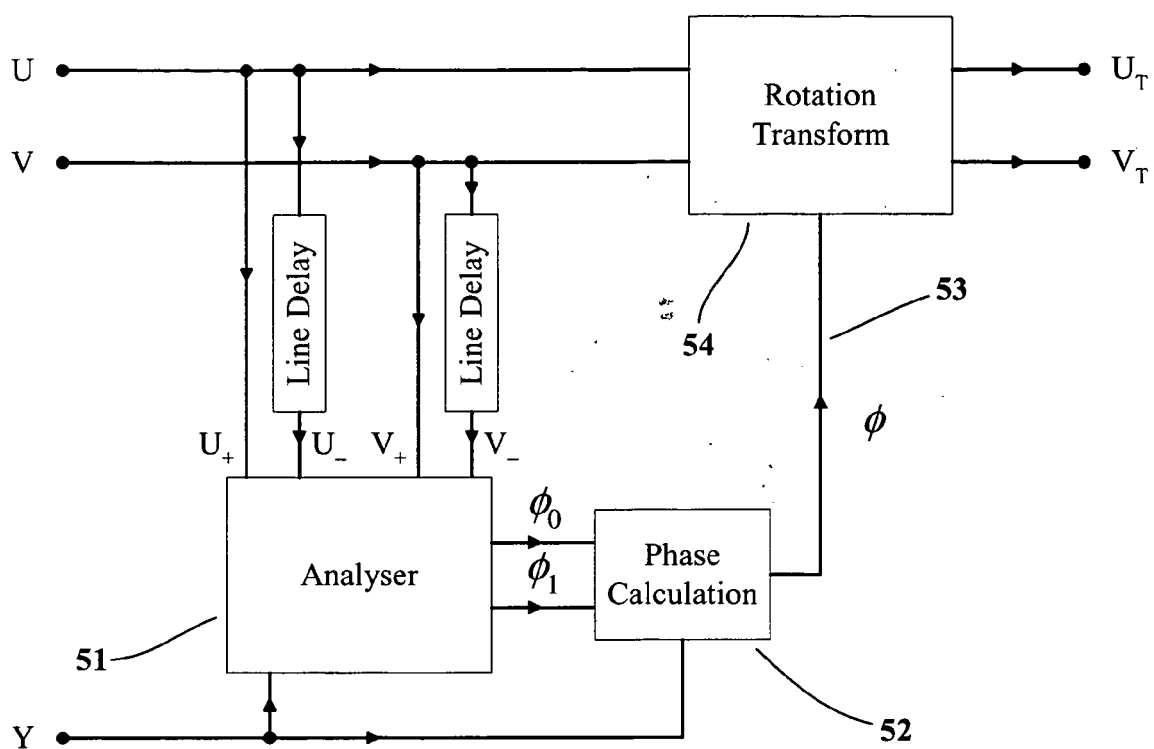 U
V
Rotation
Transform
U_T
V_T
Line Delay
Line Delay
53
54
ϕ
U_+
U_-
V_+
V_-
ϕ_0
ϕ_1
Analyser
Phase
Calculation
51
52
Y